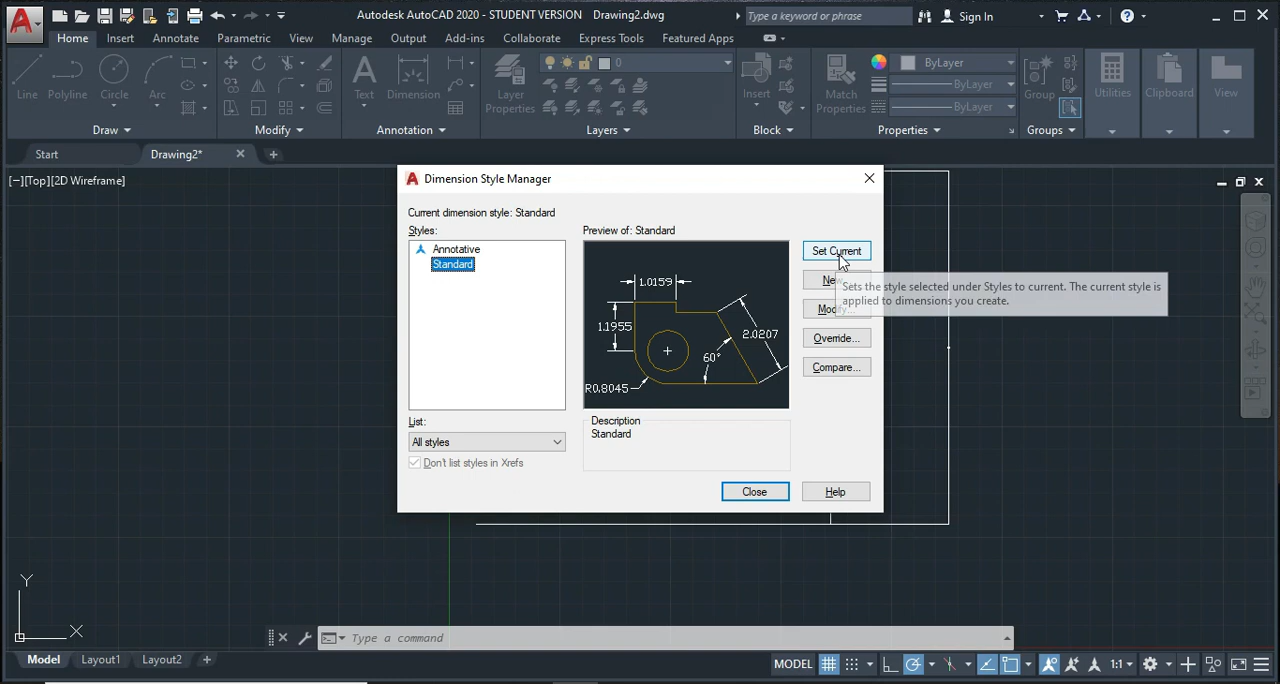 Autodesk AutoCAD 2020 - STUDENT VERSION Drawing2.dwg
Type a keyword or phrase
Sign In
Home Insert Annotate Parametric View Manage Output Add-ins Collaborate Express Tools Featured Apps
Line Polyline Circle Arc
Text Dimension
Layer Properties
0
Insert
Match Properties
ByLayer
ByLayer
ByLayer
Group
Utilities
Clipboard
View
Draw Modify Annotation Layers Block Properties Groups
Start Drawing2*
[−][Top][2D Wireframe]
Dimension Style Manager
Current dimension style: Standard
Styles:
Annotative
Standard
List:
All styles
Don't list styles in Xrefs
Preview of: Standard
1.0159
1.1955
2.0207
60°
R0.8045
Description
Standard
Set Current
New
Modify...
Override...
Compare...
Sets the style selected under Styles to current. The current style is
applied to dimensions you create.
Close Help
Y
X
Type a command
Model Layout1 Layout2
MODEL
1:1